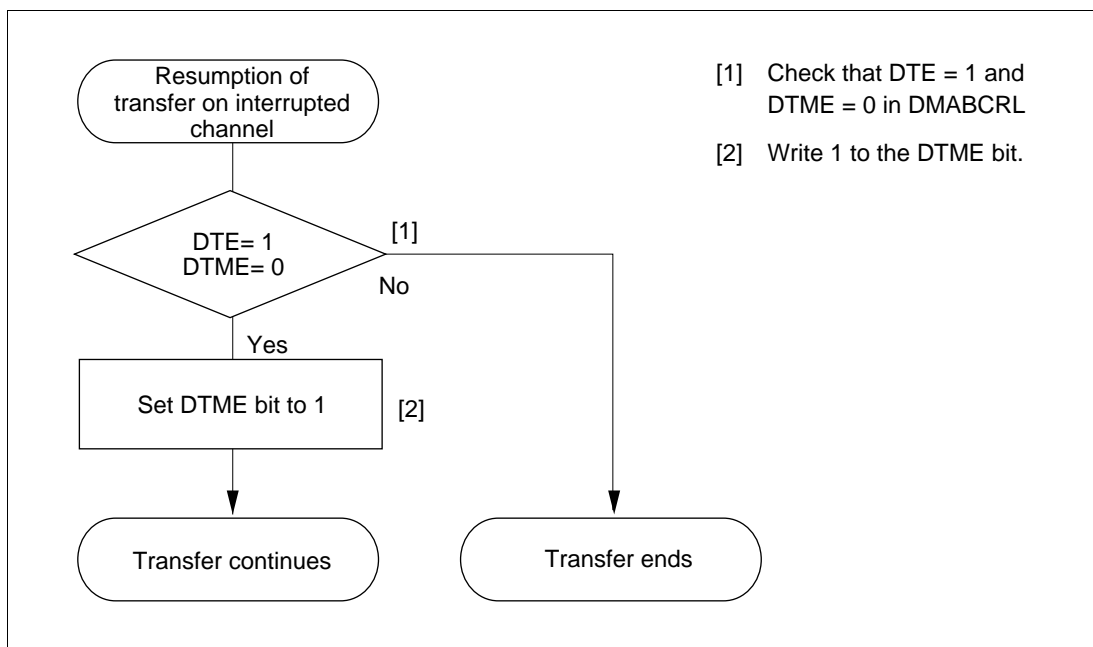 Resumption of
transfer on interrupted
channel
[1] Check that DTE = 1 and
DTME = 0 in DMABCRL
[2] Write 1 to the DTME bit.
DTE= 1
DTME= 0
[1]
No
Yes
Set DTME bit to 1
[2]
Transfer continues
Transfer ends